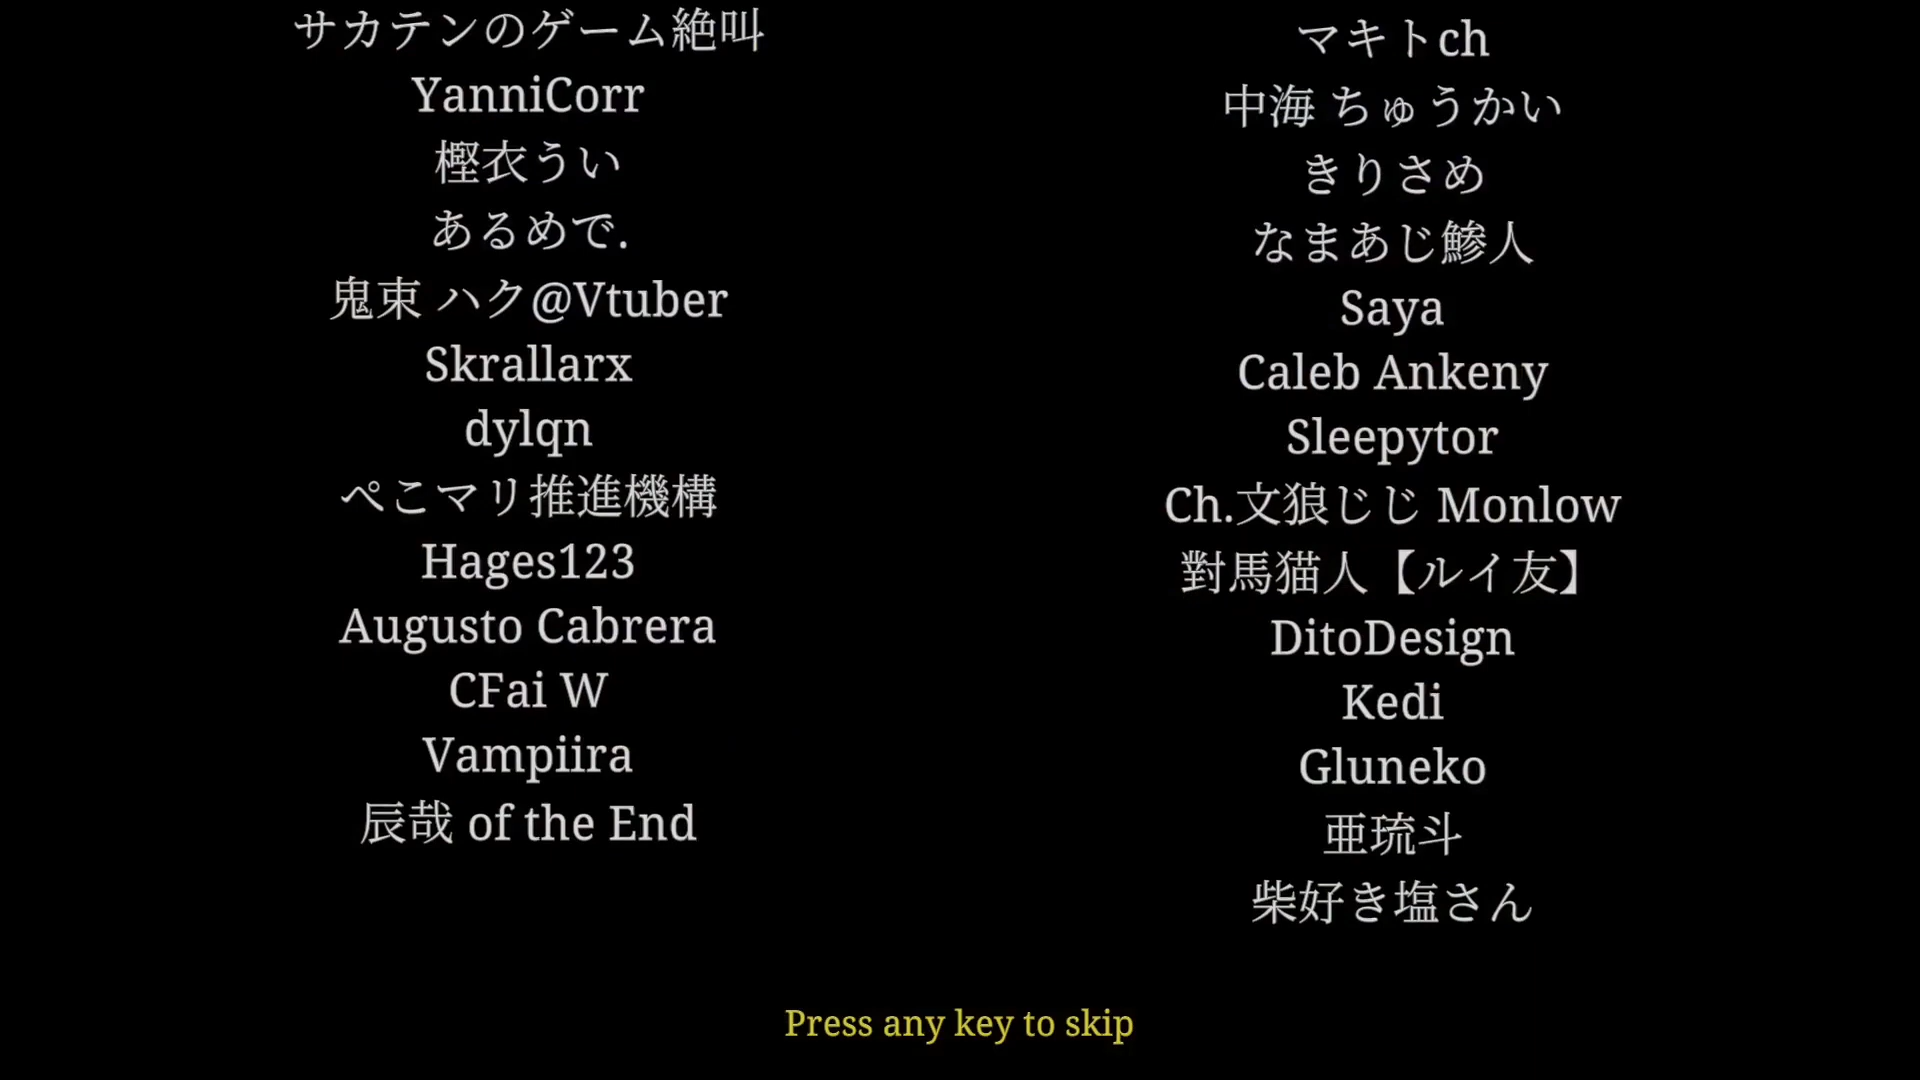 サカテンのゲーム絶叫
YanniCorr
樫衣うい
あるめで.
鬼束 ハク@Vtuber
Skrallarx
dylqn
ぺこマリ推進機構
Hages123
Augusto Cabrera
CFai W
Vampiira
辰哉 of the End
マキトch
中海 ちゅうかい
きりさめ
なまあじ鯵人
Saya
Caleb Ankeny
Sleepytor
Ch.文狼じじ Monlow
對馬猫人【ルイ友】
DitoDesign
Kedi
Gluneko
亜琉斗
柴好き塩さん
Press any key to skip